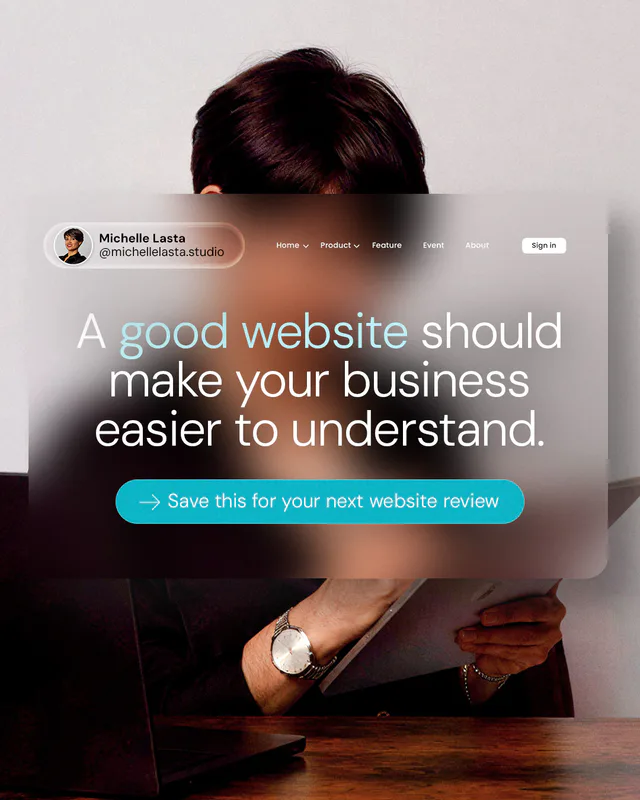 Michelle Lasta
@michellelasta.studio
Home Product Feature Event About Sign in
A good website should
make your business
easier to understand.
→ Save this for your next website review